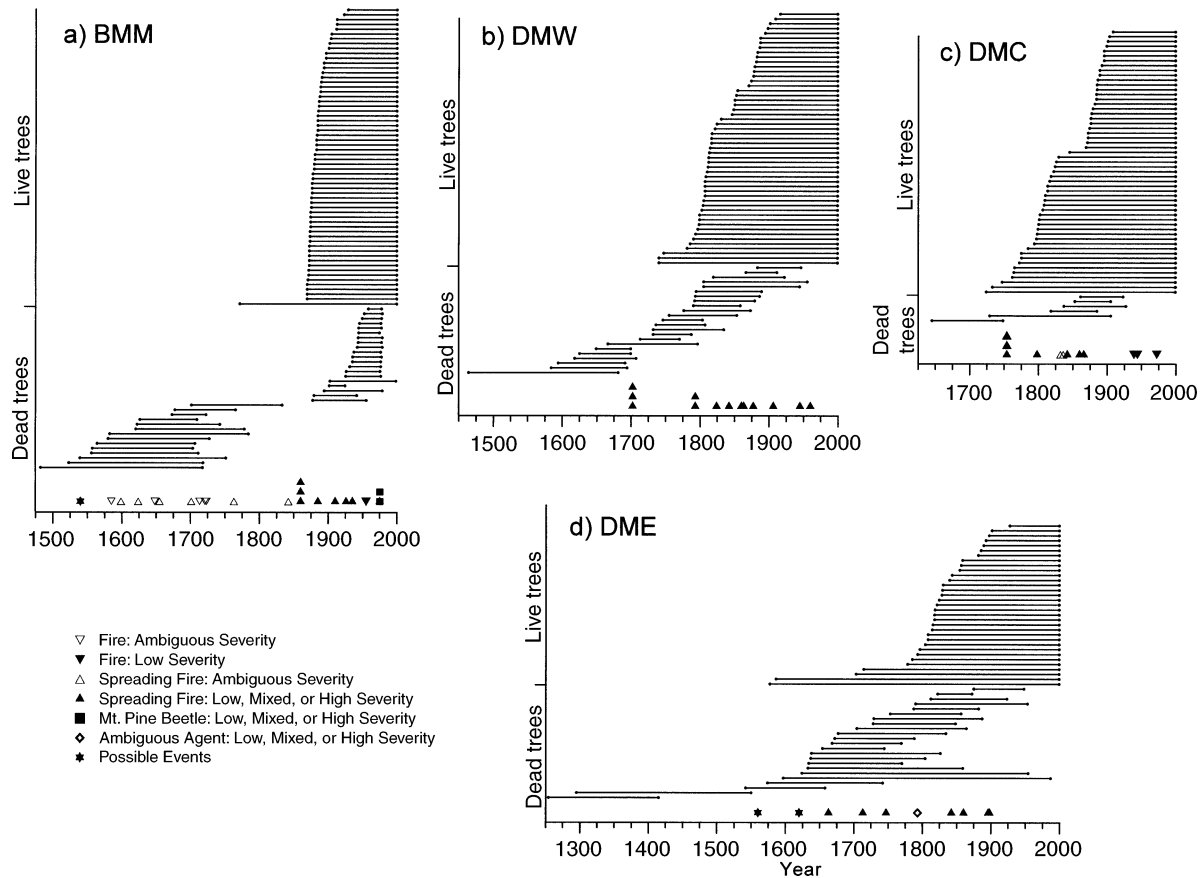 a) BMM
Live trees
Dead trees
1500 1600 1700 1800 1900 2000
b) DMW
Live trees
Dead trees
1500 1600 1700 1800 1900 2000
c) DMC
Live trees
Dead
trees
1700 1800 1900 2000
d) DME
Live trees
Dead trees
1300 1400 1500 1600 1700 1800 1900 2000
Year
Fire: Ambiguous Severity
Fire: Low Severity
Spreading Fire: Ambiguous Severity
Spreading Fire: Low, Mixed, or High Severity
Mt. Pine Beetle: Low, Mixed, or High Severity
Ambiguous Agent: Low, Mixed, or High Severity
Possible Events